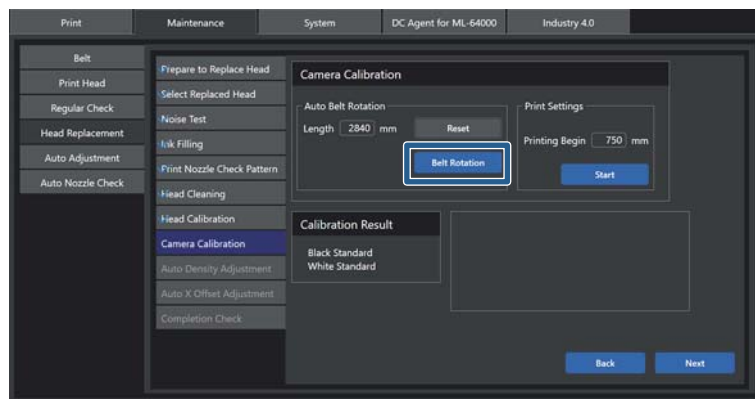 Print Maintenance System DC Agent for ML-64000 Industry 4.0
Belt
Print Head
Regular Check
Head Replacement
Auto Adjustment
Auto Nozzle Check
Prepare to Replace Head
Select Replaced Head
Noise Test
Ink Filling
Print Nozzle Check Pattern
Head Cleaning
Head Calibration
Camera Calibration
Auto Density Adjustment
Auto X Offset Adjustment
Completion Check
Camera Calibration
Auto Belt Rotation
Length 2840 mm Reset
Belt Rotation
Print Settings
Printing Begin 750 mm
Start
Calibration Result
Black Standard
White Standard
Back Next